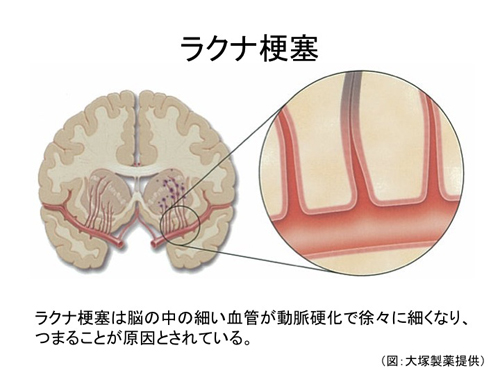 ラクナ梗塞
ラクナ梗塞は脳の中の細い血管が動脈硬化で徐々に細くなり、
つまることが原因とされている。
（図：大塚製薬提供）